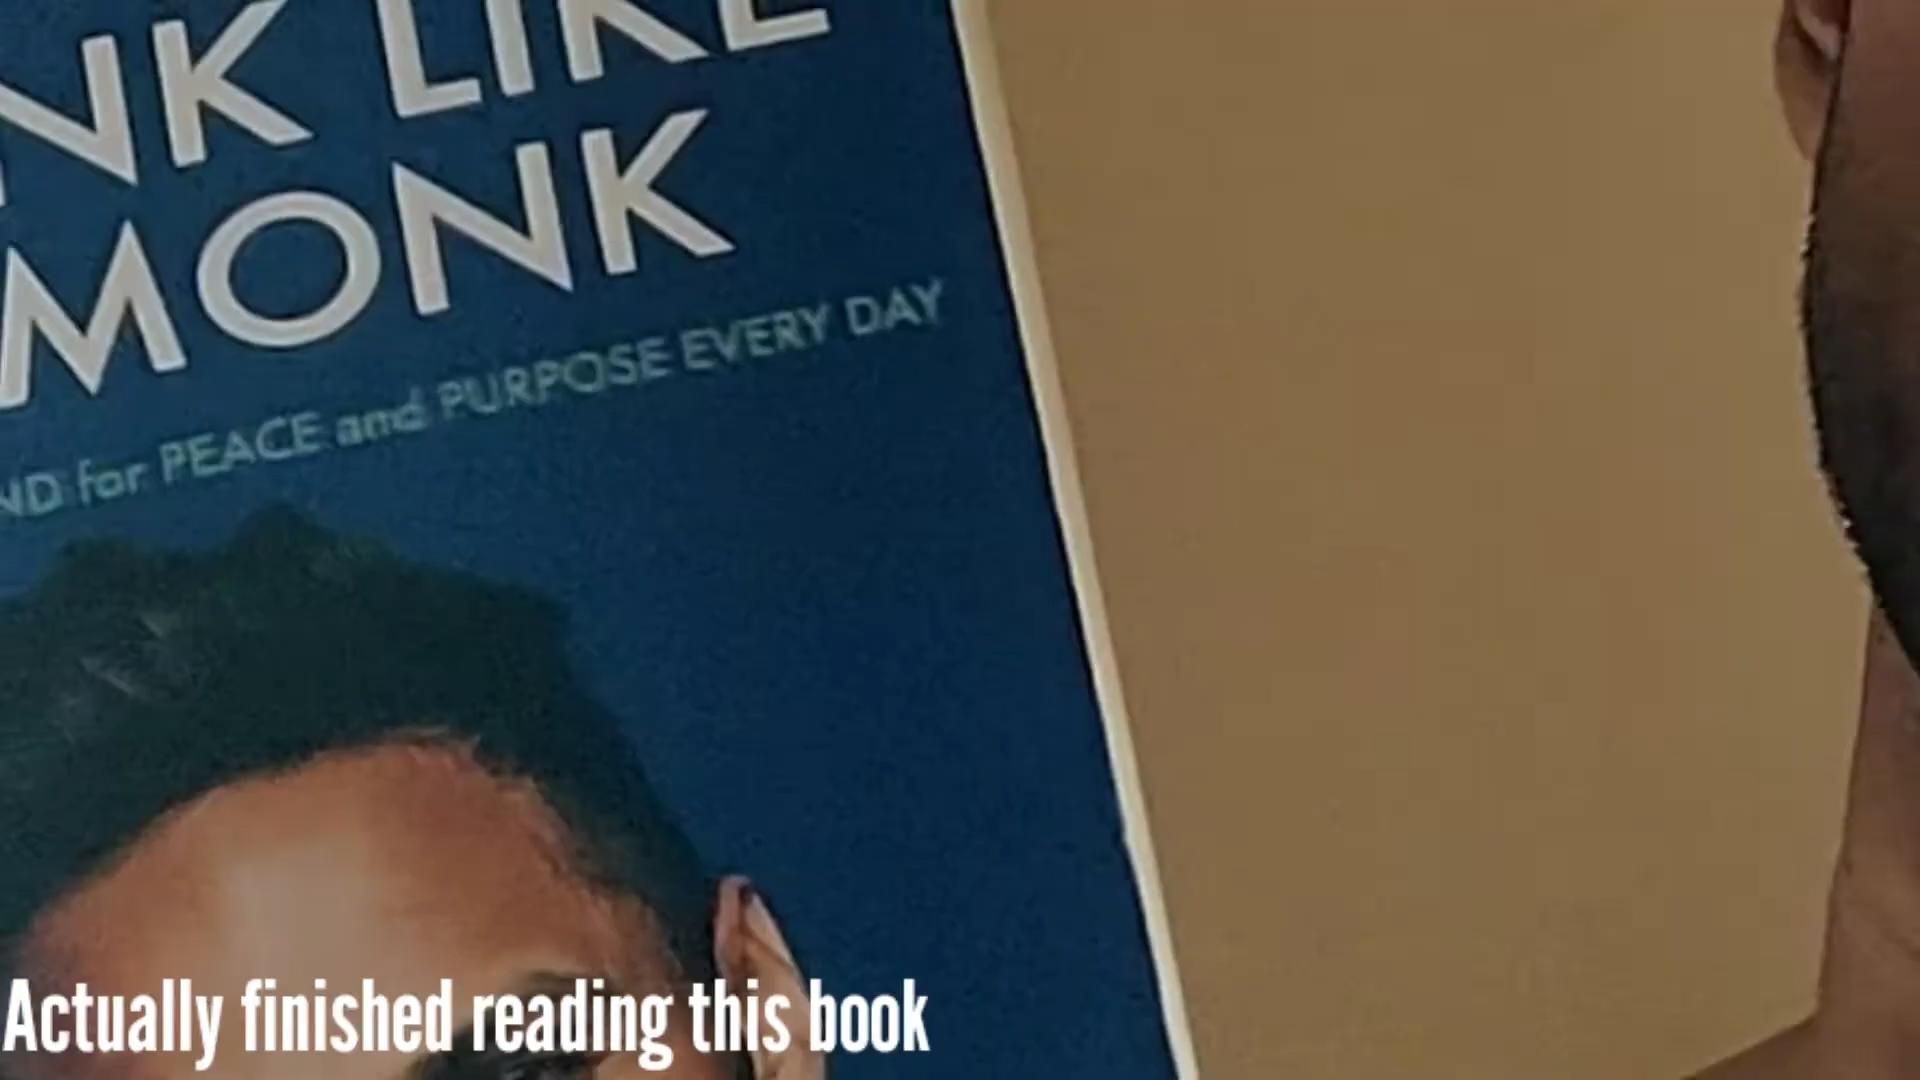 NK LIKE
MONK
ND for PEACE and PURPOSE EVERY DAY
Actually finished reading this book